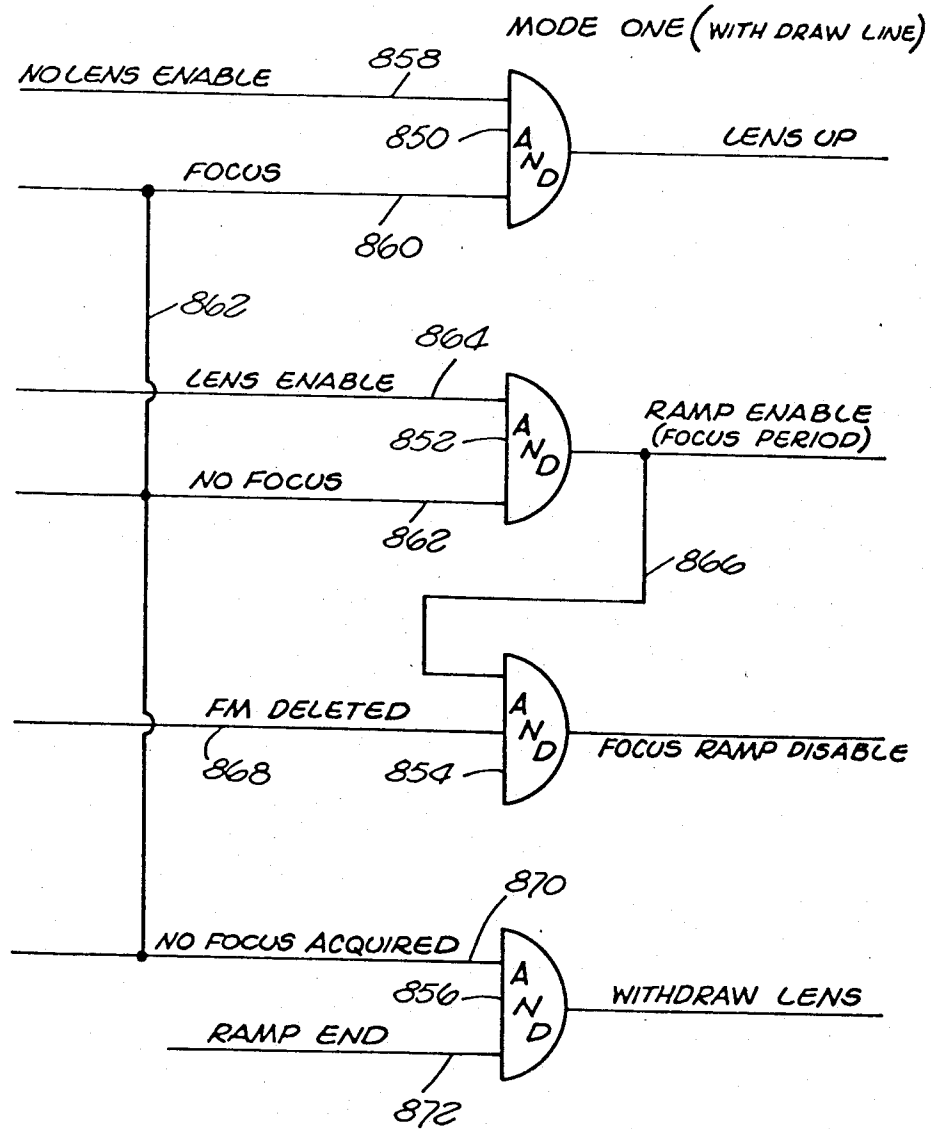 MODE ONE (WITH DRAW LINE)
NO LENS ENABLE
858
850
AND
LENS UP
FOCUS
860
862
LENS ENABLE
864
852
AND
RAMP ENABLE
(FOCUS PERIOD)
NO FOCUS
862
866
FM DELETED
868
854
AND
FOCUS RAMP DISABLE
870
NO FOCUS ACQUIRED
856
AND
WITHDRAW LENS
RAMP END
872